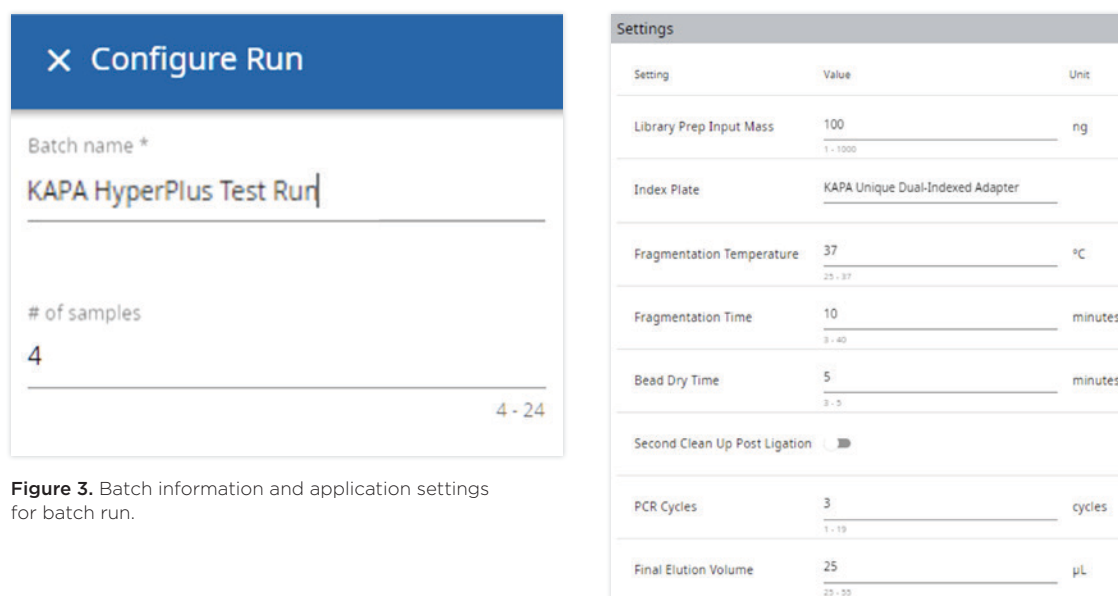 × Configure Run
Batch name *
KAPA HyperPlus Test Run
# of samples
4
4 - 24
Figure 3. Batch information and application settings
for batch run.
Settings
Setting Value Unit
Library Prep Input Mass 100 ng
1 - 1000
Index Plate KAPA Unique Dual-Indexed Adapter
Fragmentation Temperature 37 °C
25 - 37
Fragmentation Time 10 minutes
3 - 40
Bead Dry Time 5 minutes
3 - 5
Second Clean Up Post Ligation
PCR Cycles 3 cycles
1 - 19
Final Elution Volume 25 µL
25 - 55